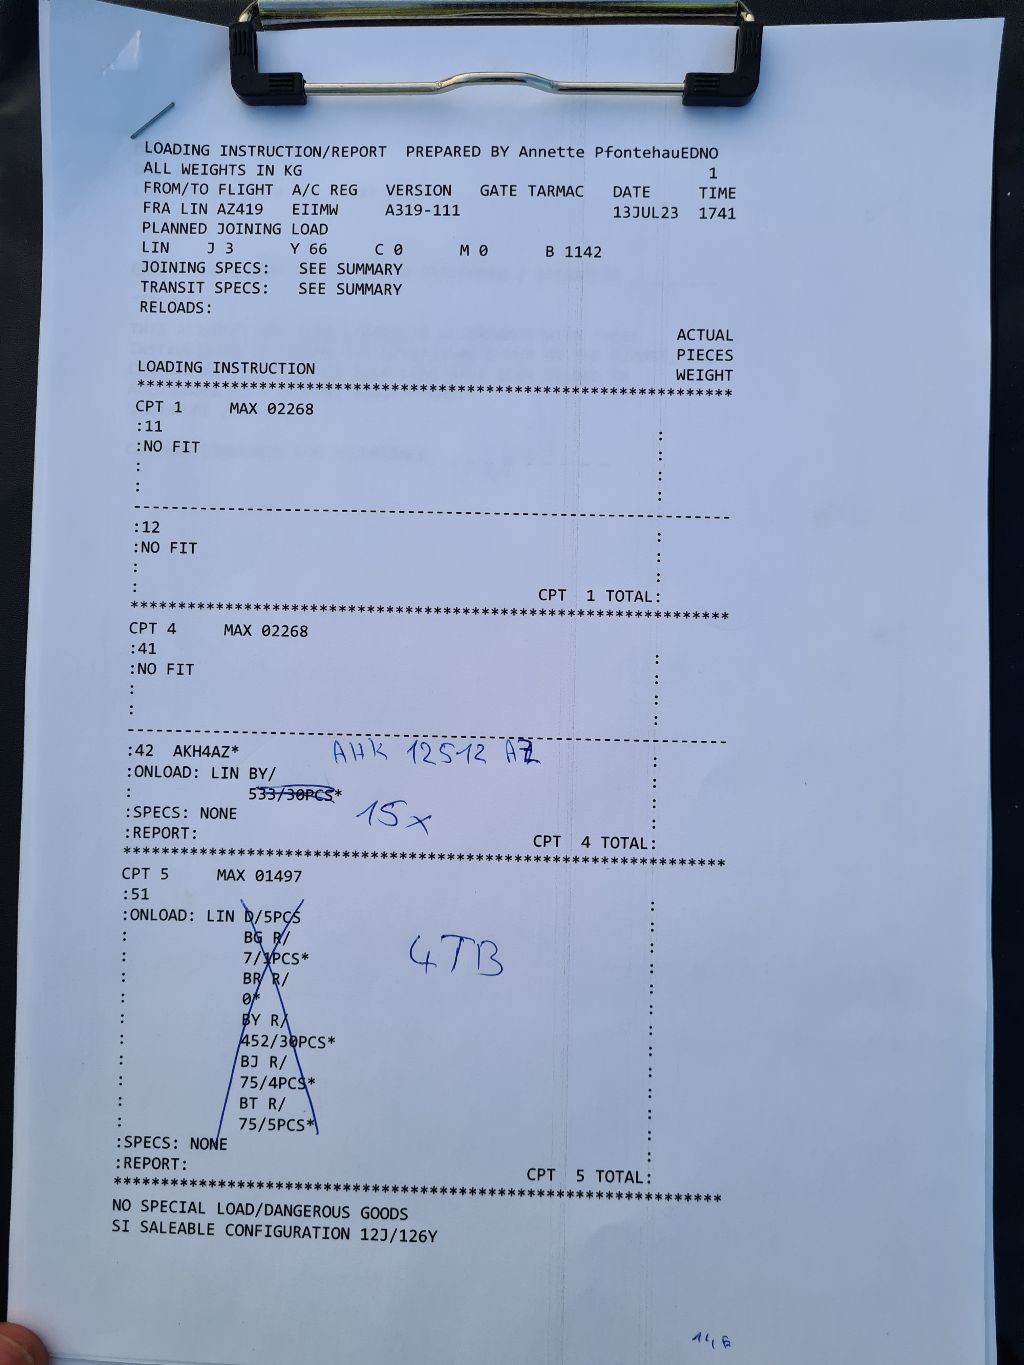 LOADING INSTRUCTION/REPORT PREPARED BY Annette PfontehauEDNO
ALL WEIGHTS IN KG 1
FROM/TO FLIGHT A/C REG VERSION GATE TARMAC DATE TIME
FRA LIN AZ419 EIIMW A319-111 13JUL23 1741
PLANNED JOINING LOAD
LIN J 3 Y 66 C 0 M 0 B 1142
JOINING SPECS: SEE SUMMARY
TRANSIT SPECS: SEE SUMMARY
RELOADS:
ACTUAL
PIECES
LOADING INSTRUCTION WEIGHT
***************************************************************
CPT 1 MAX 02268
:11 :
:NO FIT :
: :
: :
---------------------------------------------------------------
:12 :
:NO FIT :
: :
: CPT 1 TOTAL:
***************************************************************
CPT 4 MAX 02268
:41 :
:NO FIT :
: :
: :
---------------------------------------------------------------
:42 AKH4AZ* AHK 12512 AZ :
:ONLOAD: LIN BY/ :
: 533/30PCS* :
:SPECS: NONE 15x :
:REPORT: CPT 4 TOTAL:
***************************************************************
CPT 5 MAX 01497
:51 :
:ONLOAD: LIN D/5PCS :
: BG R/ :
: 7/1PCS* 4TB :
: BR R/ :
: 0* :
: BY R/ :
: 452/30PCS* :
: BJ R/ :
: 75/4PCS* :
: BT R/ :
: 75/5PCS* :
:SPECS: NONE :
:REPORT: CPT 5 TOTAL:
***************************************************************
NO SPECIAL LOAD/DANGEROUS GOODS
SI SALEABLE CONFIGURATION 12J/126Y